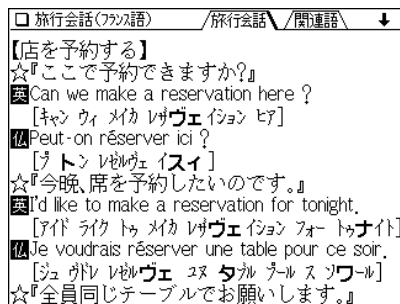 □ 旅行会話(フランス語) 旅行会話 関連語 ↓
【店を予約する】
☆『ここで予約できますか?』
英Can we make a reservation here ?
[キャン ウィ メイカ レザヴェイション ヒア]
仏Peut-on réserver ici ?
[プ トン レゼルヴェ イスィ]
☆『今晩、席を予約したいのです。』
英I'd like to make a reservation for tonight.
[アイド ライク トゥ メイカ レザヴェイション フォー トゥナイト]
仏Je voudrais réserver une table pour ce soir.
[ジュ ヴドレ レゼルヴェ ユヌ タブル プール ス ソワール]
☆『全員同じテーブルでお願いします。』